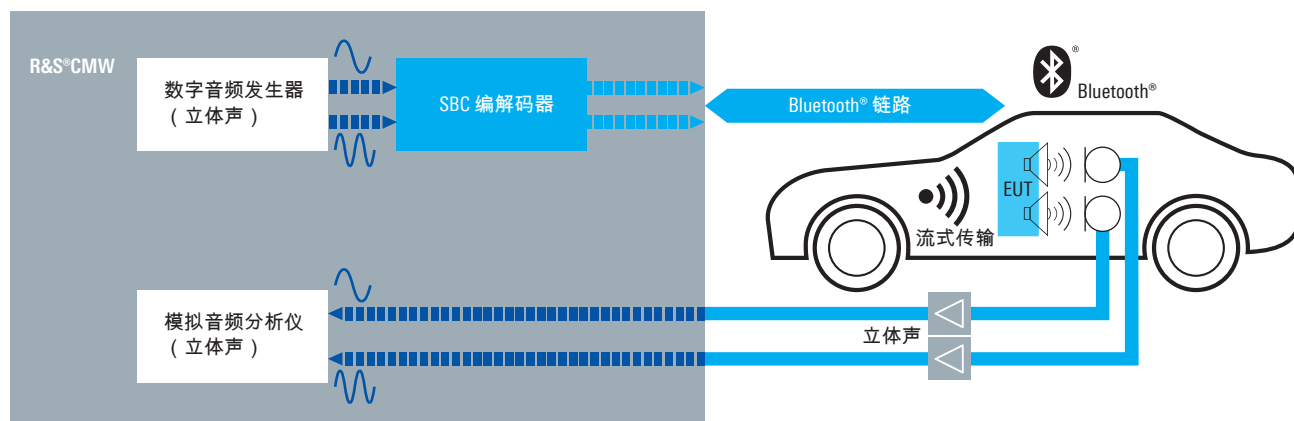 R&S®CMW
数字音频发生器
（立体声）
SBC 编解码器
Bluetooth® 链路
®
Bluetooth®
EUT
流式传输
模拟音频分析仪
（立体声）
立体声